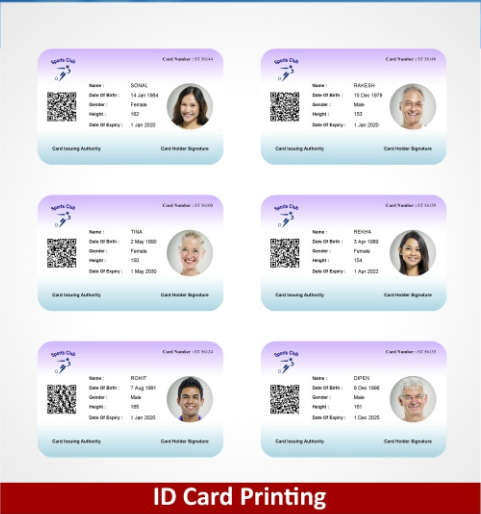 Sports Club
Card Number : ST 56144
Name : SONAL
Date Of Birth : 14 Jan 1984
Gender : Female
Height : 162
Date Of Expiry : 1 Jan 2020
Card Issuing Authority Card Holder Signature
Sports Club
Card Number : ST 56148
Name : RAKESH
Date Of Birth : 15 Dec 1978
Gender : Male
Height : 153
Date Of Expiry : 1 Jan 2020
Card Issuing Authority Card Holder Signature
Sports Club
Card Number :
Name : TINA
Date Of Birth : 2 May 1990
Gender : Female
Height : 150
Date Of Expiry : 1 May 2030
Card Issuing Authority Card Holder Signature
Sports Club
Card Number :
Name : REKHA
Date Of Birth : 3 Apr 1989
Gender : Female
Height : 154
Date Of Expiry : 1 Apr 2022
Card Issuing Authority Card Holder Signature
Sports Club
Card Number : ST 56124
Name : ROHIT
Date Of Birth : 7 Aug 1991
Gender : Male
Height : 165
Date Of Expiry : 1 Jan 2020
Card Issuing Authority Card Holder Signature
Sports Club
Card Number :
Name : DIPEN
Date Of Birth : 9 Dec
Gender : Male
Height : 161
Date Of Expiry : 1 Dec 2025
Card Issuing Authority Card Holder Signature
ID Card Printing